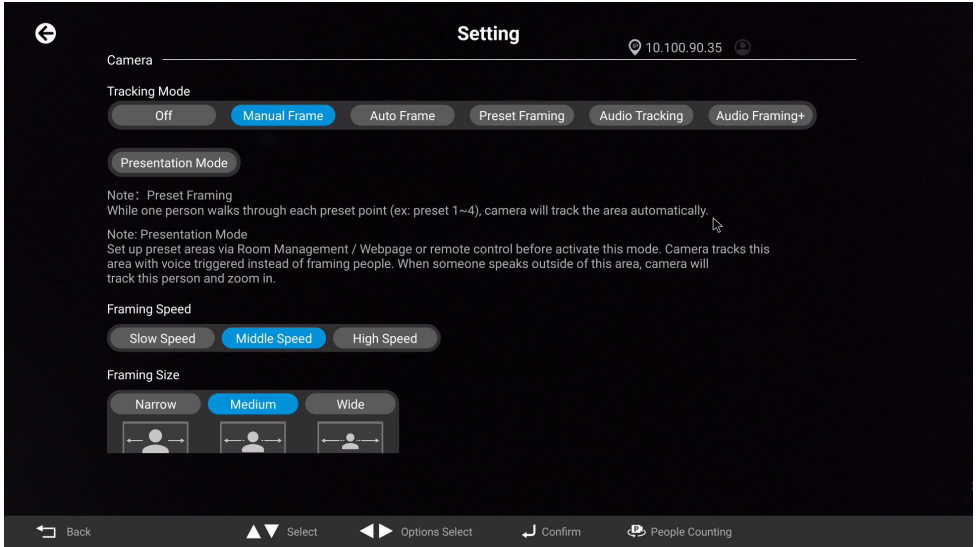 Setting
10.100.90.35
Camera
Tracking Mode
Off Manual Frame Auto Frame Preset Framing Audio Tracking Audio Framing+
Presentation Mode
Note: Preset Framing
While one person walks through each preset point (ex: preset 1~4), camera will track the area automatically.
Note: Presentation Mode
Set up preset areas via Room Management / Webpage or remote control before activate this mode. Camera tracks this
area with voice triggered instead of framing people. When someone speaks outside of this area, camera will
track this person and zoom in.
Framing Speed
Slow Speed Middle Speed High Speed
Framing Size
Narrow Medium Wide
Back Select Options Select Confirm P People Counting